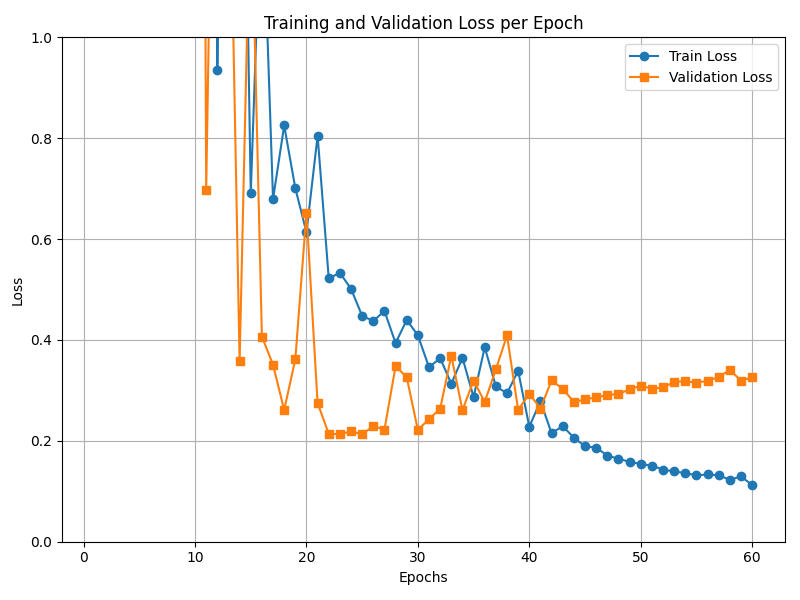 Training and Validation Loss per Epoch
Train Loss
Validation Loss
1.0
0.8
0.6
0.4
0.2
0.0
Loss
0 10 20 30 40 50 60
Epochs